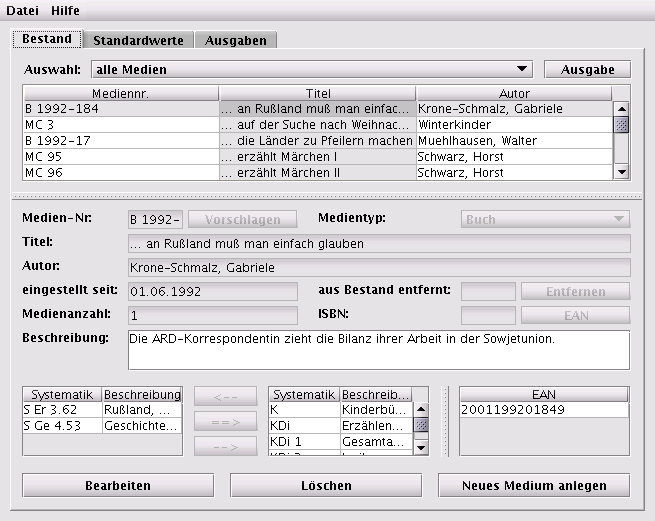 Datei Hilfe
Bestand Standardwerte Ausgaben
Auswahl: alle Medien Ausgabe
Mediennr. Titel Autor
B 1992-184 ... an Rußland muß man einfac... Krone-Schmalz, Gabriele
MC 3 ... auf der Suche nach Weihnac... Winterkinder
B 1992-17 ... die Länder zu Pfeilern machen Muehlhausen, Walter
MC 95 ... erzählt Märchen I Schwarz, Horst
MC 96 ... erzählt Märchen II Schwarz, Horst
Medien-Nr: B 1992- Vorschlagen Medientyp: Buch
Titel: ... an Rußland muß man einfach glauben
Autor: Krone-Schmalz, Gabriele
eingestellt seit: 01.06.1992 aus Bestand entfernt: Entfernen
Medienanzahl: 1 ISBN: EAN
Beschreibung: Die ARD-Korrespondentin zieht die Bilanz ihrer Arbeit in der Sowjetunion.
Systematik Beschreibung <-- Systematik Beschreib... EAN
S Er 3.62 Rußland, ... K Kinderbü... 2001199201849
S Ge 4.53 Geschichte... ==> KDi Erzählen...
--> KDi 1 Gesamta...
Bearbeiten Löschen Neues Medium anlegen